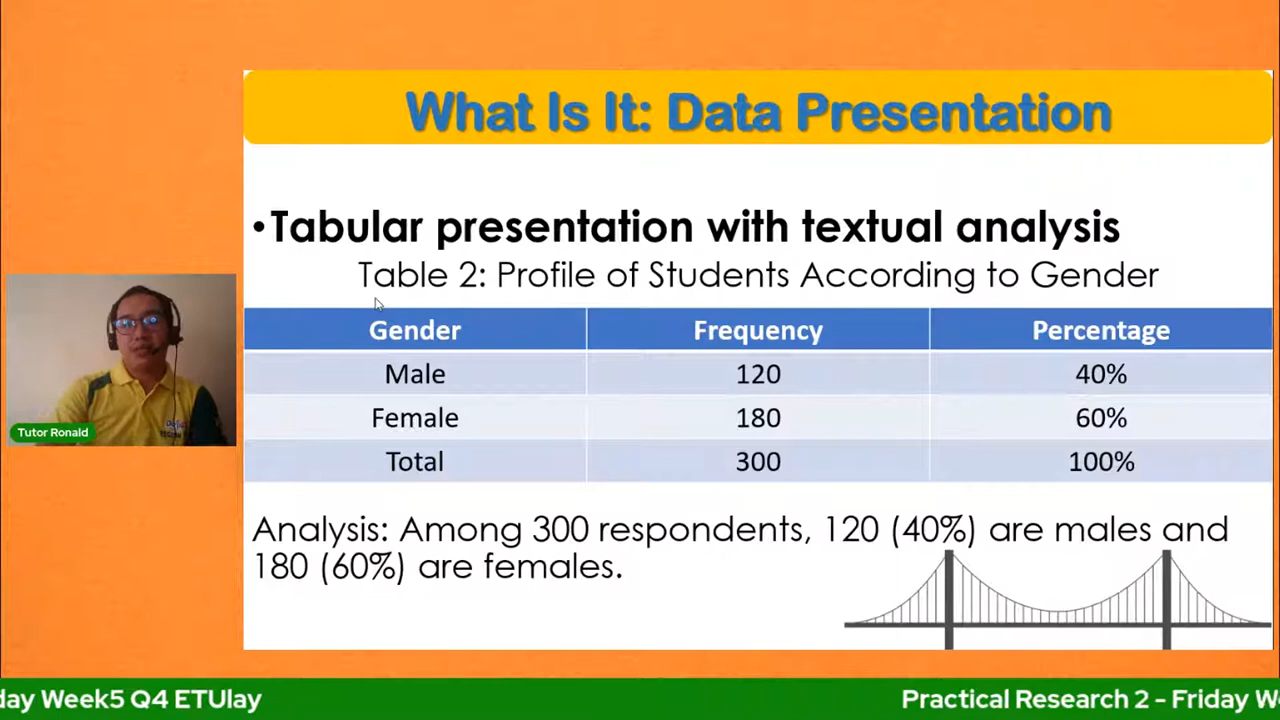 What Is It: Data Presentation
•Tabular presentation with textual analysis
Table 2: Profile of Students According to Gender
Gender Frequency Percentage
Male 120 40%
Female 180 60%
Total 300 100%
Analysis: Among 300 respondents, 120 (40%) are males and
180 (60%) are females.
Tutor Ronald
day Week5 Q4 ETUlay
Practical Research 2 - Friday W